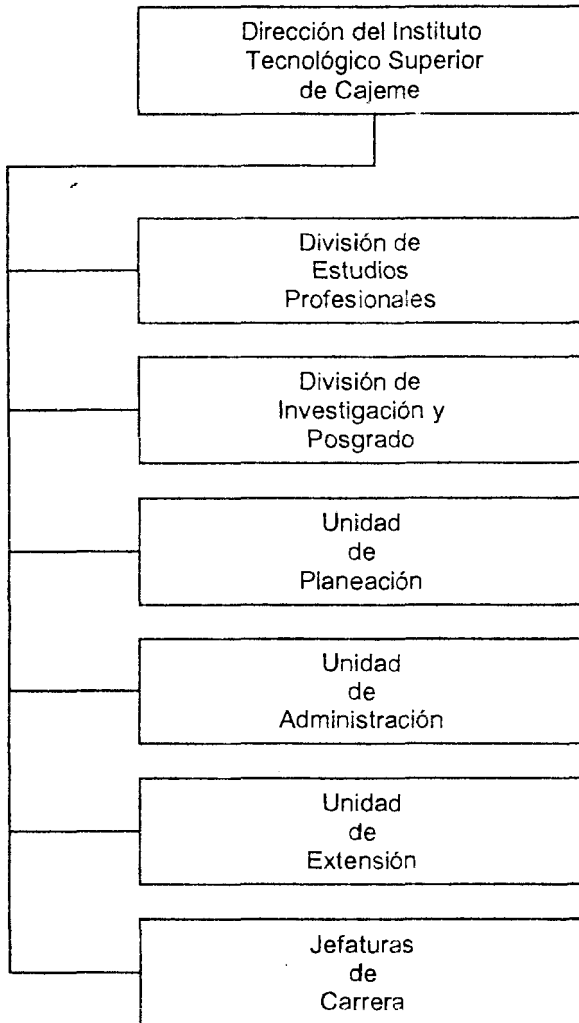 Dirección del Instituto
Tecnológico Superior
de Cajeme
División de
Estudios
Profesionales
División de
Investigación y
Posgrado
Unidad
de
Planeación
Unidad
de
Administración
Unidad
de
Extensión
Jefaturas
de
Carrera